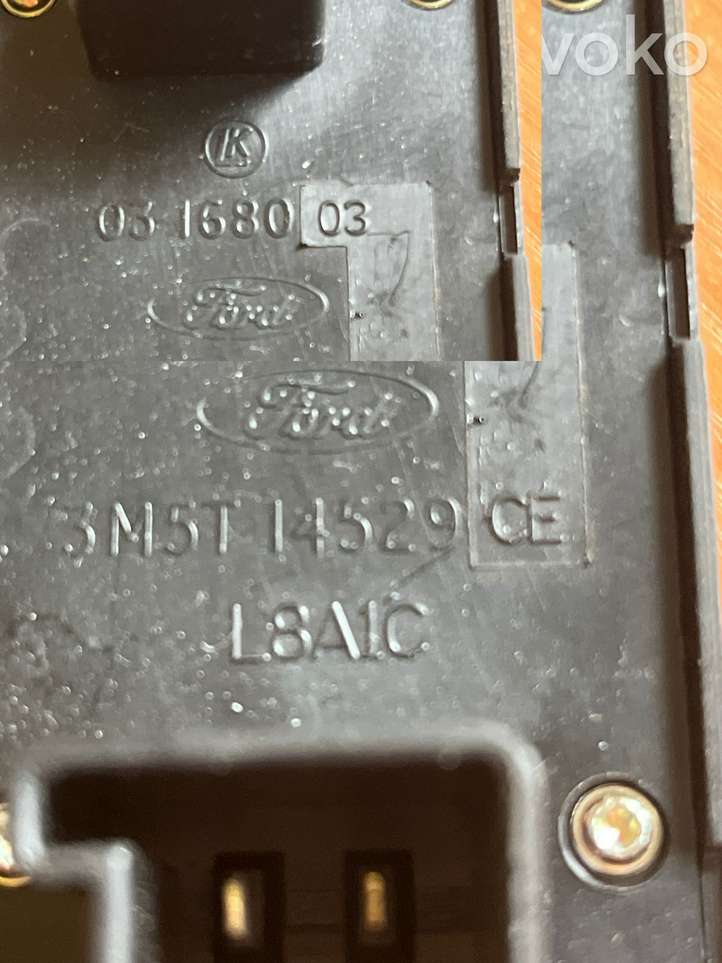 voko
K
03 1680 03
Ford
Ford
3M5T 14529 CE
L8A1C